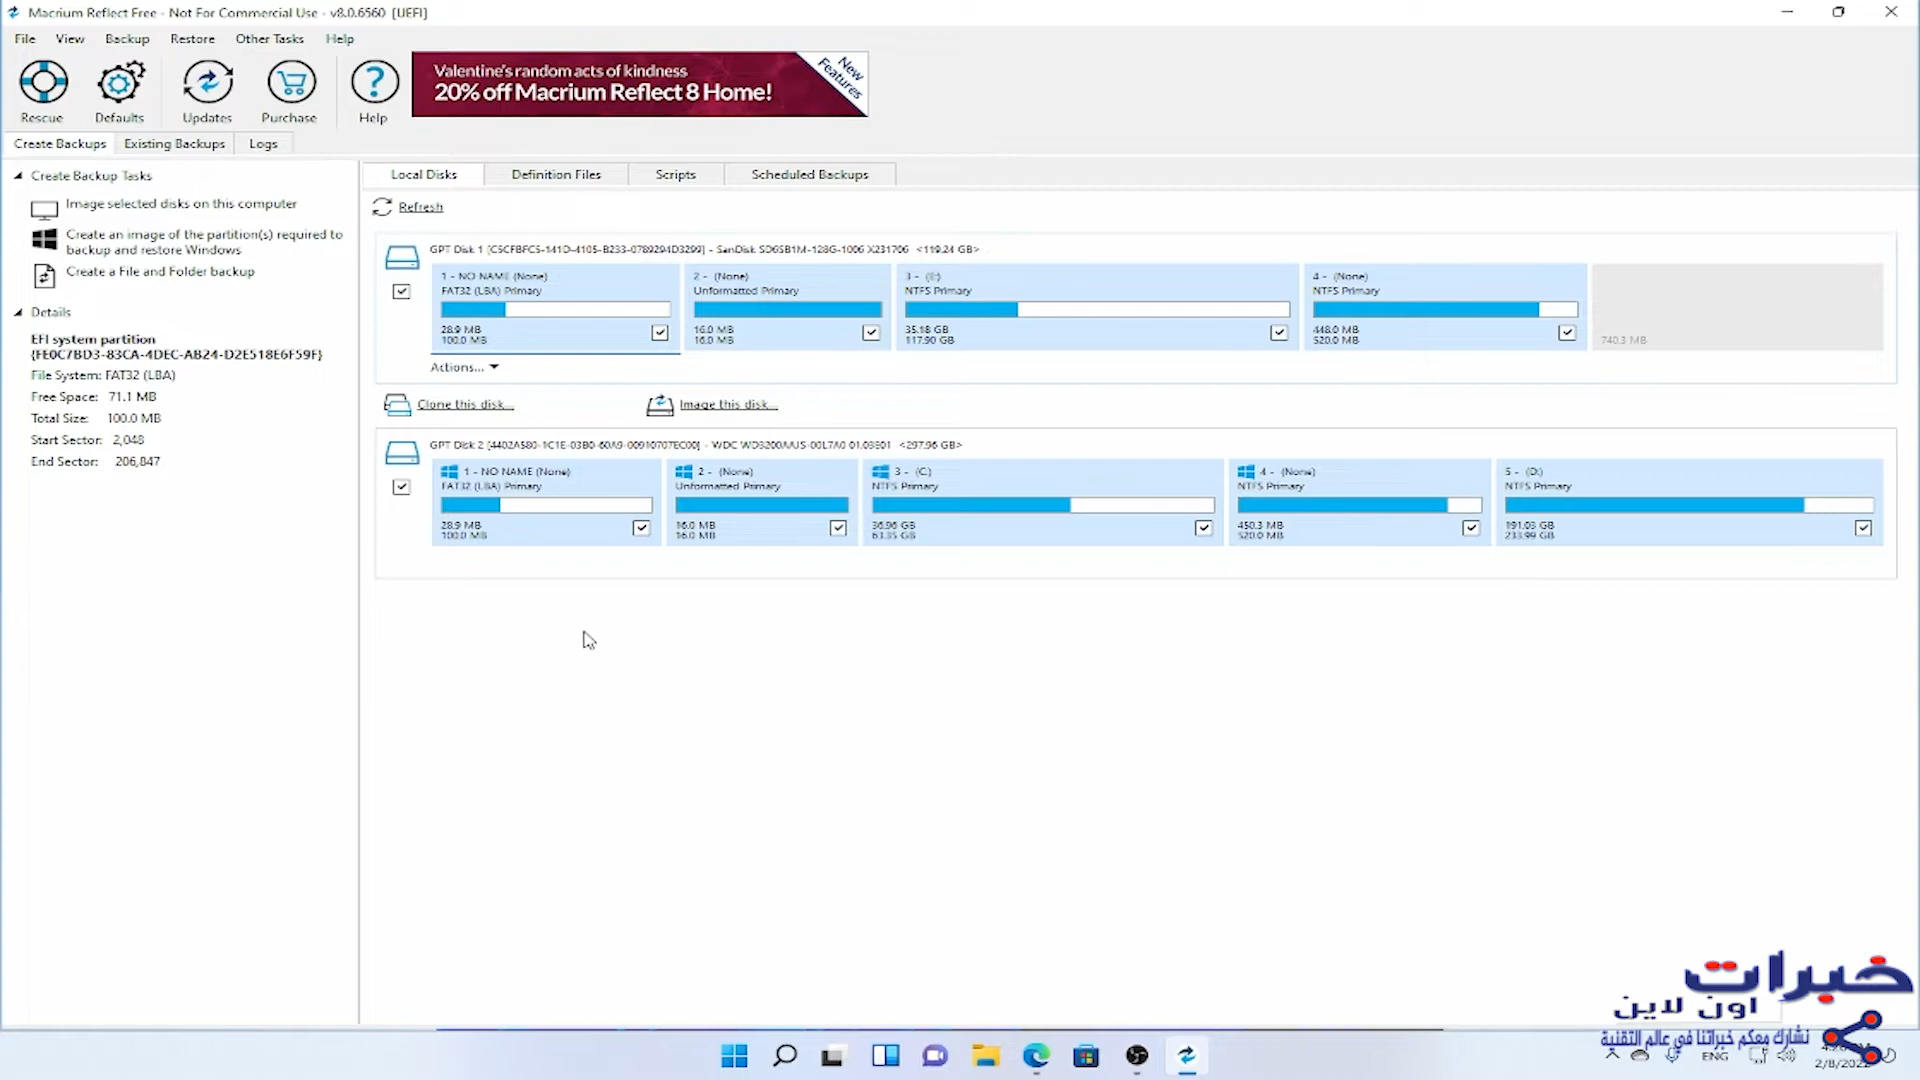 Macrium Reflect Free - Not For Commercial Use - v8.0.6560 [UEFI]
File View Backup Restore Other Tasks Help
Rescue Defaults Updates Purchase Help
Valentine's random acts of kindness
20% off Macrium Reflect 8 Home!
New Features
Create Backups Existing Backups Logs
Create Backup Tasks
Image selected disks on this computer
Create an image of the partition(s) required to
backup and restore Windows
Create a File and Folder backup
Details
EFI system partition
{FE0C7BD3-83CA-4DEC-AB24-D2E518E6F59F}
File System: FAT32 (LBA)
Free Space: 71.1 MB
Total Size: 100.0 MB
Start Sector: 2,048
End Sector: 206,847
Local Disks Definition Files Scripts Scheduled Backups
Refresh
GPT Disk 1 [C5CFBFC5-141D-4105-B233-0789294D3299] - SanDisk SD6SB1M-128G-1006 X231706 <119.24 GB>
1 - NO NAME (None)
FAT32 (LBA) Primary
28.9 MB
100.0 MB
2 - (None)
Unformatted Primary
16.0 MB
16.0 MB
3 - (E:)
NTFS Primary
35.18 GB
117.90 GB
4 - (None)
NTFS Primary
448.0 MB
520.0 MB
740.3 MB
Actions...
Clone this disk... Image this disk...
GPT Disk 2 [4402A580-1C1E-03B0-60A9-00910707EC00] - WDC WD3200AAJS-00L7A0 01.03E01 <297.96 GB>
1 - NO NAME (None)
FAT32 (LBA) Primary
28.9 MB
100.0 MB
2 - (None)
Unformatted Primary
16.0 MB
16.0 MB
3 - (C:)
NTFS Primary
36.96 GB
63.35 GB
4 - (None)
NTFS Primary
450.3 MB
520.0 MB
5 - (D:)
NTFS Primary
191.03 GB
233.99 GB
خبرات
اون لاين
نشارك معكم خبراتنا في عالم التقنية
ENG